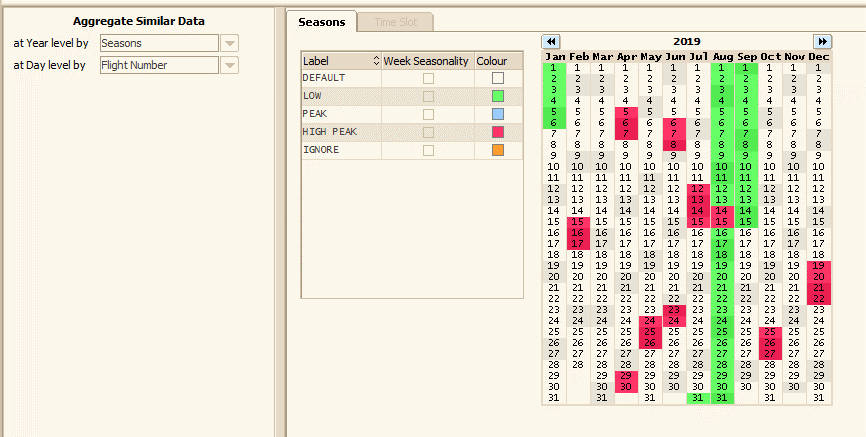 Aggregate Similar Data
at Year level by Seasons
at Day level by Flight Number
Seasons Time Slot
Label Week Seasonality Colour
DEFAULT
LOW
PEAK
HIGH PEAK
IGNORE
2019
Jan Feb Mar Apr May Jun Jul Aug Sep Oct Nov Dec
1 1 1 1 1 1 1 1 1 1 1 1
2 2 2 2 2 2 2 2 2 2 2 2
3 3 3 3 3 3 3 3 3 3 3 3
4 4 4 4 4 4 4 4 4 4 4 4
5 5 5 5 5 5 5 5 5 5 5 5
6 6 6 6 6 6 6 6 6 6 6 6
7 7 7 7 7 7 7 7 7 7 7 7
8 8 8 8 8 8 8 8 8 8 8 8
9 9 9 9 9 9 9 9 9 9 9 9
10 10 10 10 10 10 10 10 10 10 10 10
11 11 11 11 11 11 11 11 11 11 11 11
12 12 12 12 12 12 12 12 12 12 12 12
13 13 13 13 13 13 13 13 13 13 13 13
14 14 14 14 14 14 14 14 14 14 14 14
15 15 15 15 15 15 15 15 15 15 15 15
16 16 16 16 16 16 16 16 16 16 16 16
17 17 17 17 17 17 17 17 17 17 17 17
18 18 18 18 18 18 18 18 18 18 18 18
19 19 19 19 19 19 19 19 19 19 19 19
20 20 20 20 20 20 20 20 20 20 20 20
21 21 21 21 21 21 21 21 21 21 21 21
22 22 22 22 22 22 22 22 22 22 22 22
23 23 23 23 23 23 23 23 23 23 23 23
24 24 24 24 24 24 24 24 24 24 24 24
25 25 25 25 25 25 25 25 25 25 25 25
26 26 26 26 26 26 26 26 26 26 26 26
27 27 27 27 27 27 27 27 27 27 27 27
28 28 28 28 28 28 28 28 28 28 28 28
29 29 29 29 29 29 29 29 29 29 29
30 30 30 30 30 30 30 30 30 30 30
31 31 31 31 31 31 31